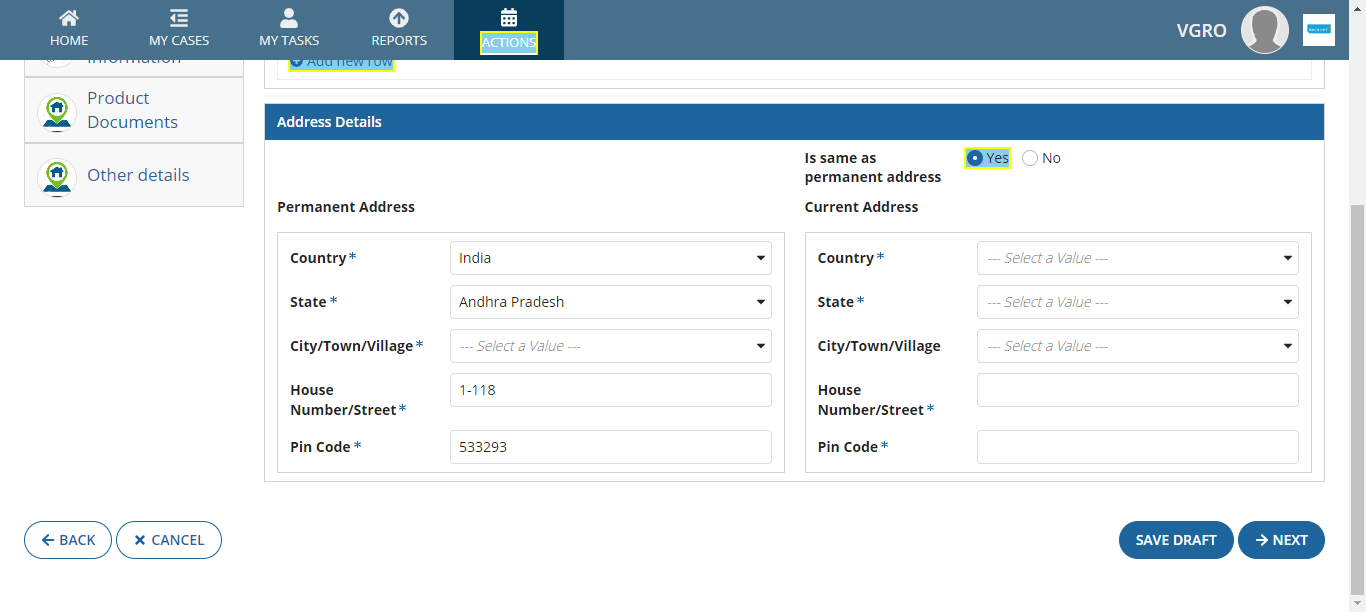 HOME
MY CASES
MY TASKS
REPORTS
ACTIONS
VGRO
Information
Add new row
Product
Documents
Other details
Address Details
Is same as
permanent address
Yes
No
Permanent Address
Current Address
Country*
India
Country*
--- Select a Value ---
State*
Andhra Pradesh
State*
--- Select a Value ---
City/Town/Village*
--- Select a Value ---
City/Town/Village
--- Select a Value ---
House
Number/Street*
1-118
House
Number/Street*
Pin Code*
533293
Pin Code*
BACK
CANCEL
SAVE DRAFT
NEXT